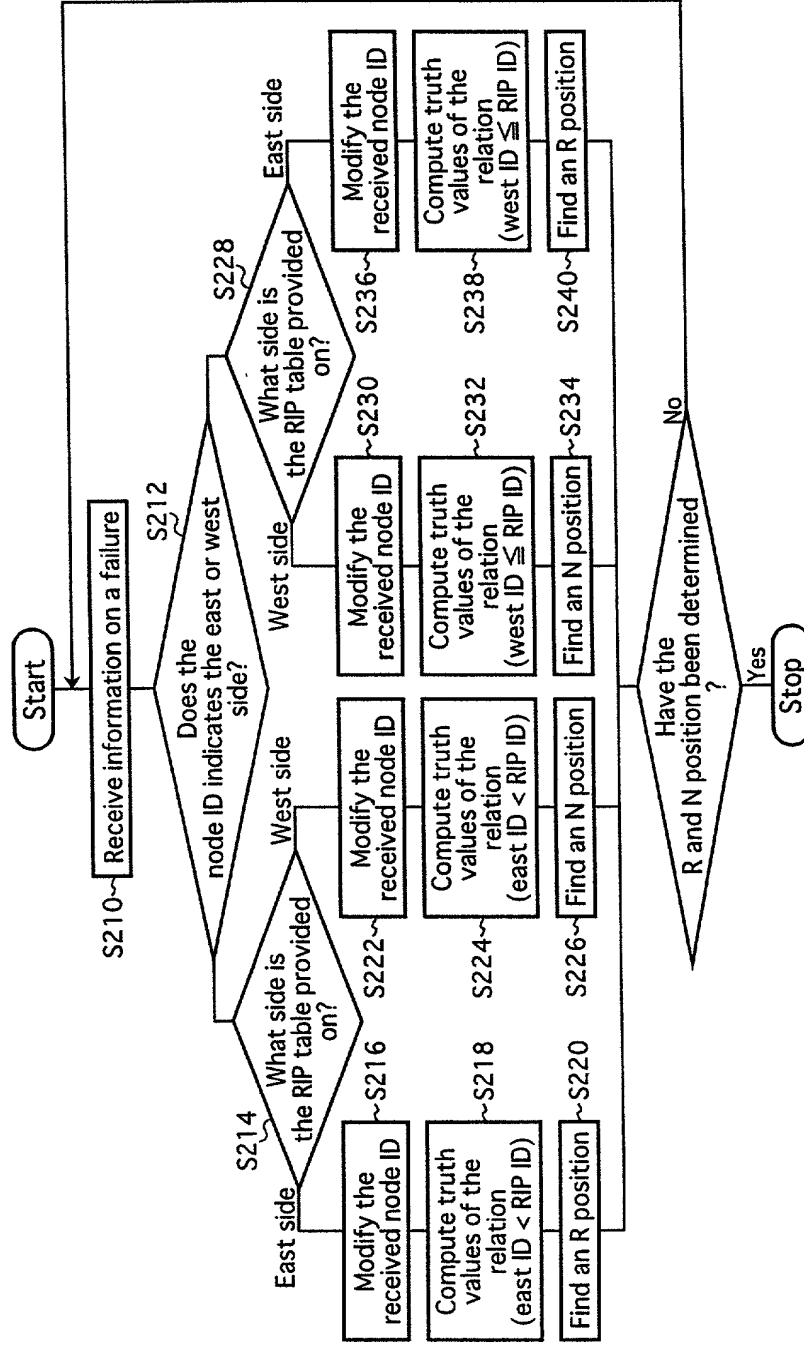 Start
S210
Receive information on a failure
S212
Does the
node ID indicates the east or west
side?
S214
What side is
the RIP table provided
on?
East side
West side
S228
What side is
the RIP table provided
on?
West side
East side
S216
Modify the
received node ID
S218
Compute truth
values of the
relation
(east ID < RIP ID)
S220
Find an R position
S222
Modify the
received node ID
S224
Compute truth
values of the
relation
(east ID < RIP ID)
S226
Find an N position
S230
Modify the
received node ID
S232
Compute truth
values of the
relation
(west ID ≦ RIP ID)
S234
Find an N position
S236
Modify the
received node ID
S238
Compute truth
values of the
relation
(west ID ≦ RIP ID)
S240
Find an R position
Have the
R and N position been determined
?
No
Yes
Stop